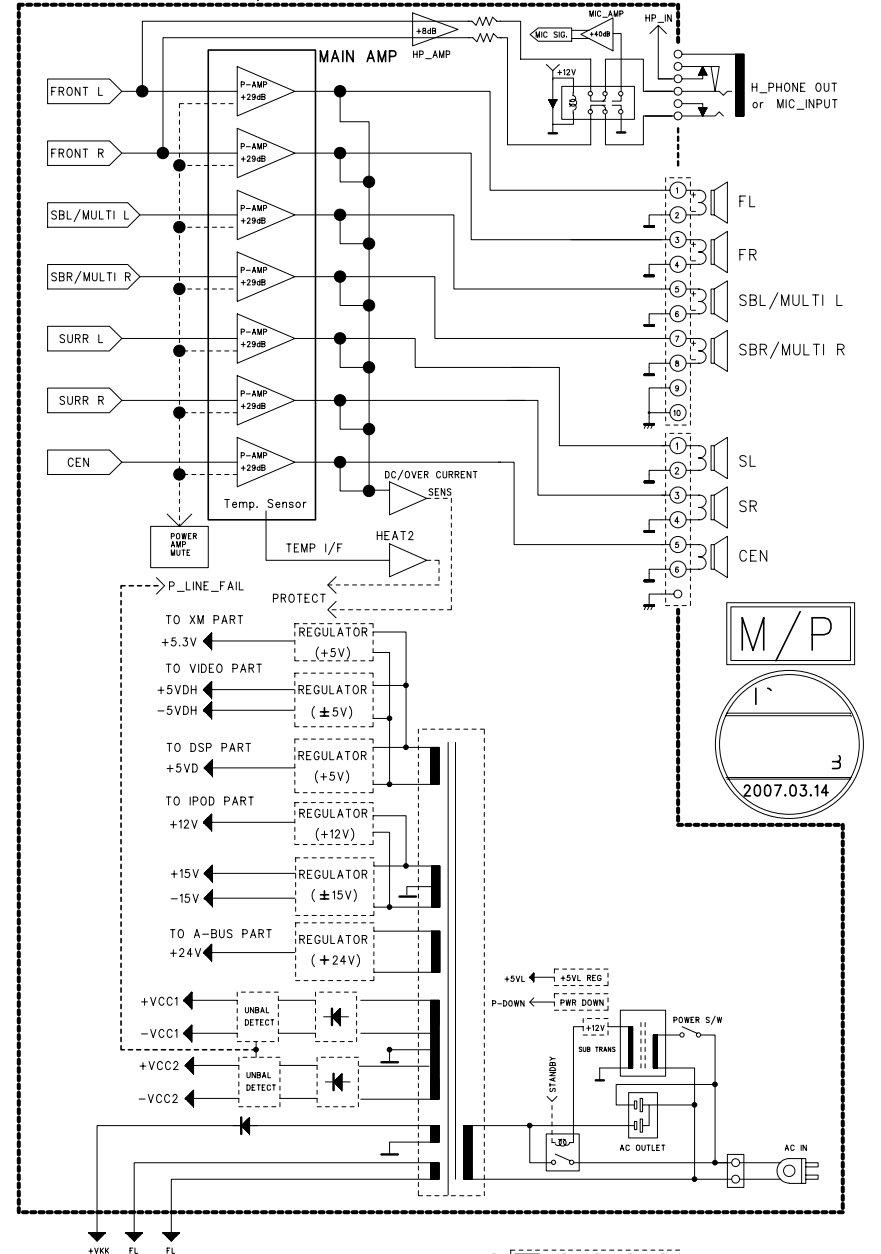 MIC_AMP
HP_IN
+8dB
MIC SIG.
+40dB
HP_AMP
MAIN AMP
+12V
H_PHONE OUT
or MIC_INPUT
FRONT L
P-AMP
+29dB
FRONT R
P-AMP
+29dB
SBL/MULTI L
P-AMP
+29dB
SBR/MULTI R
P-AMP
+29dB
SURR L
P-AMP
+29dB
SURR R
P-AMP
+29dB
CEN
P-AMP
+29dB
1
+
FL
2
-
3
+
FR
4
-
5
+
SBL/MULTI L
6
-
7
+
SBR/MULTI R
8
-
9
10
1
SL
2
3
SR
4
5
CEN
6
DC/OVER CURRENT
SENS
Temp. Sensor
POWER
AMP
MUTE
TEMP I/F
HEAT2
P_LINE_FAIL
PROTECT
TO XM PART
+5.3V
REGULATOR
(+5V)
TO VIDEO PART
+5VDH
-5VDH
REGULATOR
(±5V)
TO DSP PART
+5VD
REGULATOR
(+5V)
TO IPOD PART
+12V
REGULATOR
(+12V)
+15V
-15V
REGULATOR
(±15V)
TO A-BUS PART
+24V
REGULATOR
(+24V)
M/P
3
2007.03.14
+VCC1
-VCC1
UNBAL
DETECT
+VCC2
-VCC2
UNBAL
DETECT
+5VL
+5VL REG
P-DOWN
PWR DOWN
+12V
SUB TRANS
POWER S/W
STANDBY
AC OUTLET
AC IN
+VKK
FL
FL